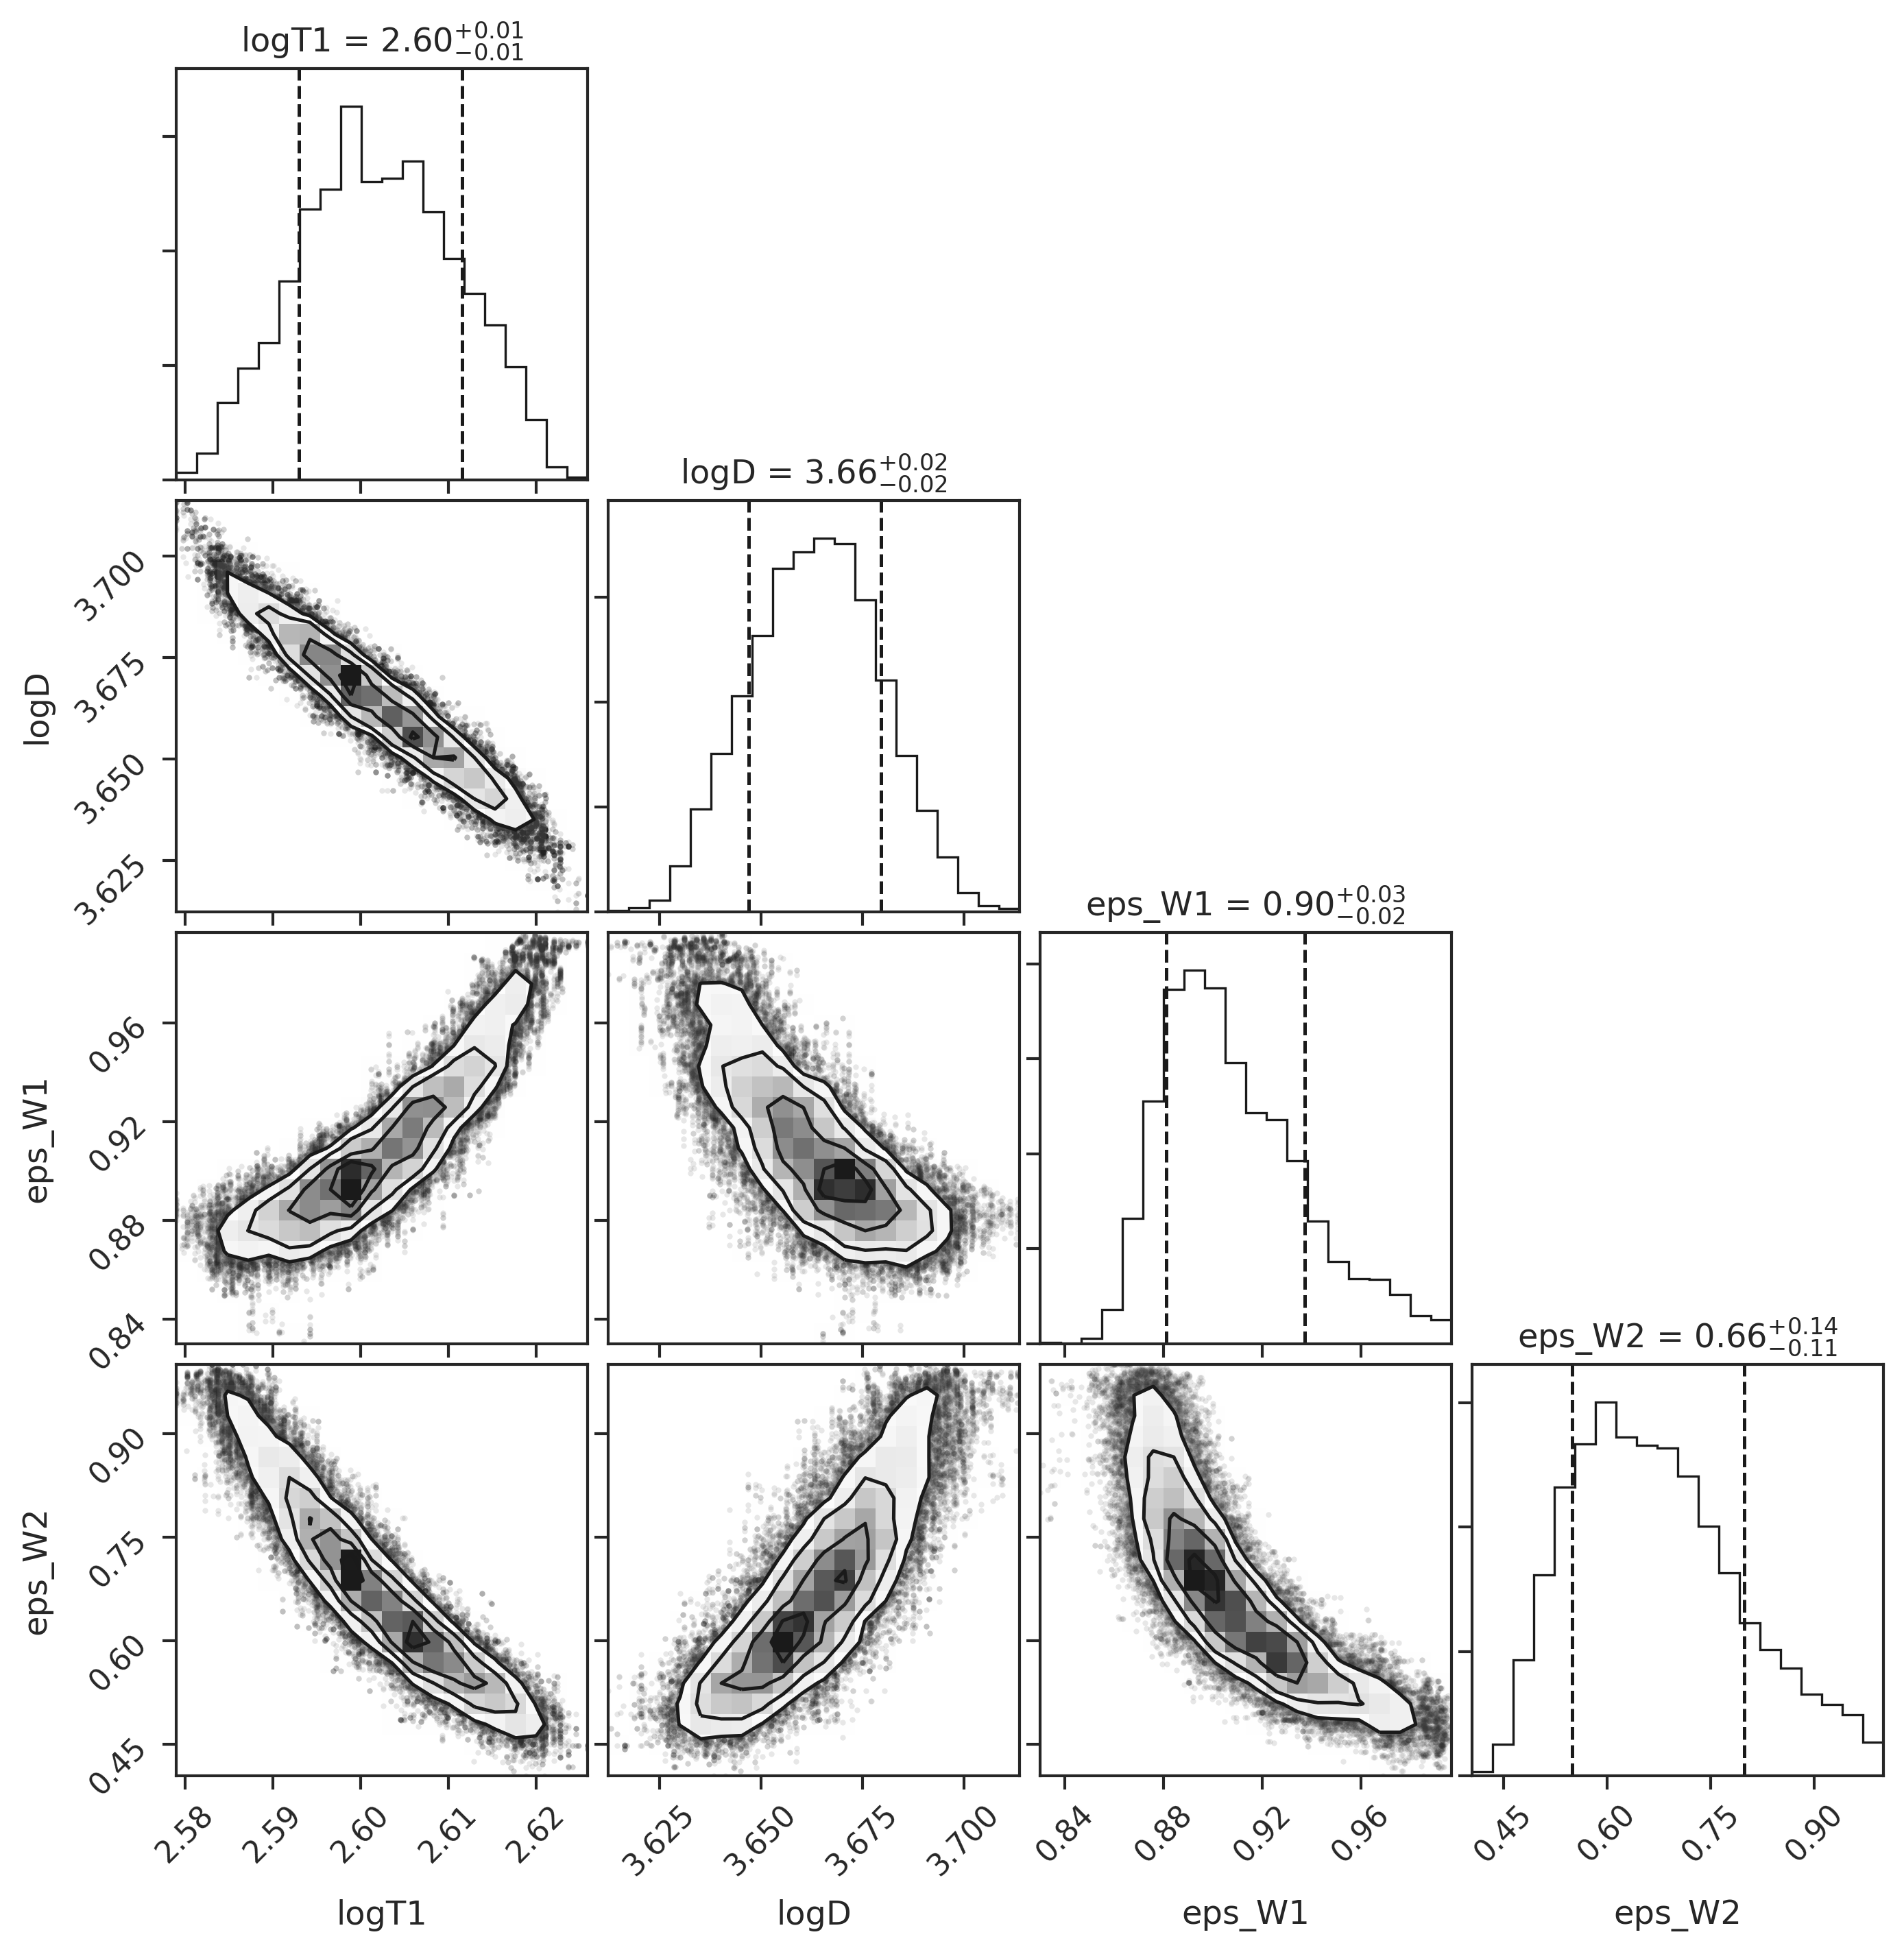 logT1 = 2.60+0.01−0.01
logD = 3.66+0.02−0.02
logD
3.700
3.675
3.650
3.625
eps_W1 = 0.90+0.03−0.02
eps_W1
0.96
0.92
0.88
0.84
eps_W2 = 0.66+0.14−0.11
eps_W2
0.90
0.75
0.60
0.45
2.58 2.59 2.60 2.61 2.62
3.625 3.650 3.675 3.700
0.84 0.88 0.92 0.96
0.45 0.60 0.75 0.90
logT1 logD eps_W1 eps_W2